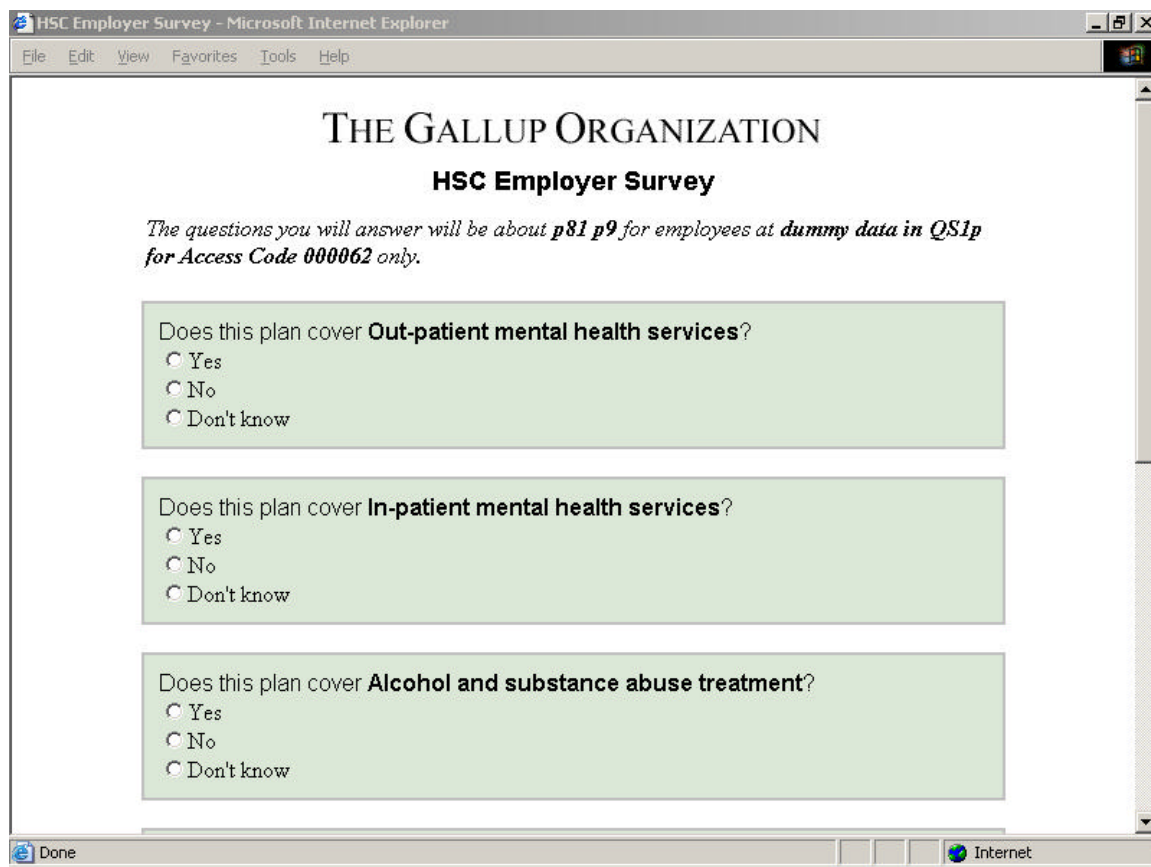 HSC Employer Survey - Microsoft Internet Explorer
File Edit View Favorites Tools Help
THE GALLUP ORGANIZATION
HSC Employer Survey
The questions you will answer will be about p81 p9 for employees at dummy data in QS1p
for Access Code 000062 only.
Does this plan cover Out-patient mental health services?
Yes
No
Don't know
Does this plan cover In-patient mental health services?
Yes
No
Don't know
Does this plan cover Alcohol and substance abuse treatment?
Yes
No
Don't know
Done Internet